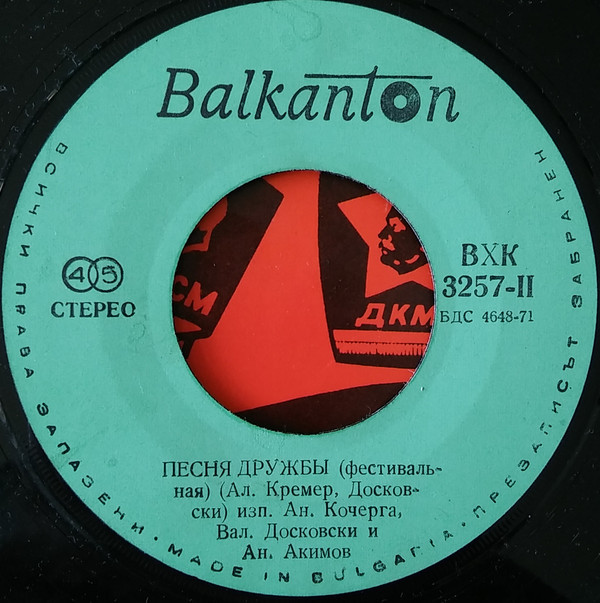 Balkanton
ВСИЧКИ ПРАВА ЗАПАЗЕНИ · MADE IN BULGARIA · ПРЕЗАПИСЪТ ЗАБРАНЕН
45
СТЕРЕО
ВХК
3257-II
БДС 4648-71
СМ
ДКМ
ПЕСНЯ ДРУЖБЫ (фестиваль-
ная) (Ал. Кремер, Досков-
ски) изп. Ан. Кочерга,
Вал. Досковски и
Ан. Акимов